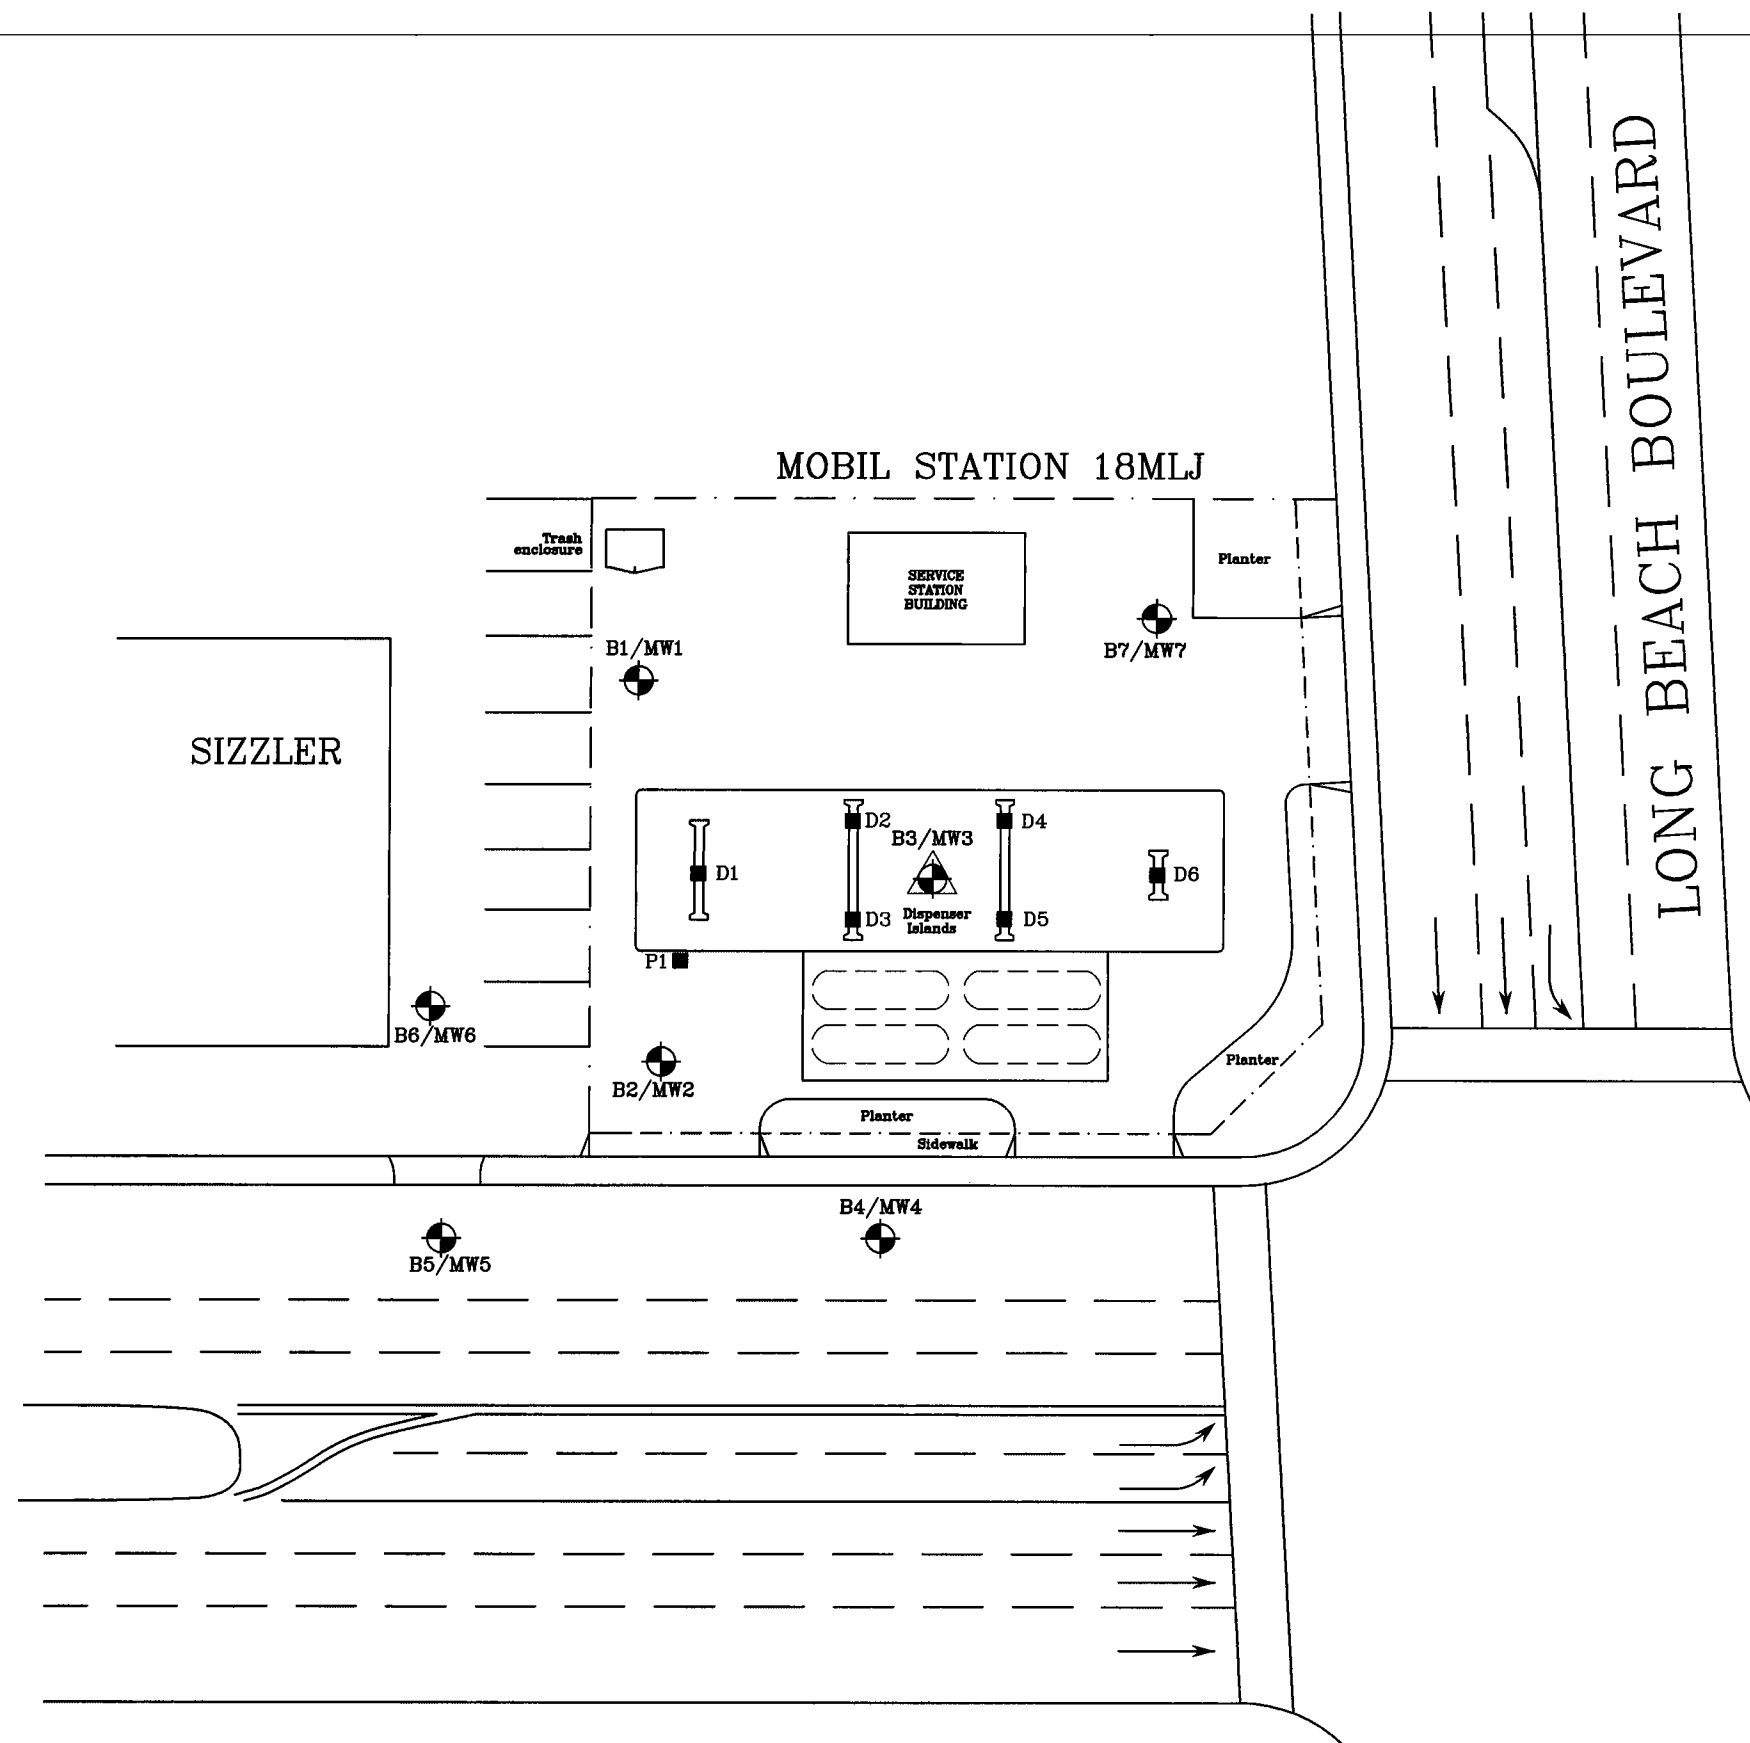 LONG BEACH BOULEVARD
MOBIL STATION 18MLJ
Trash
enclosure
SERVICE
STATION
BUILDING
Planter
B1/MW1
B7/MW7
SIZZLER
D2
D4
B3/MW3
D1
D6
D3
Dispenser
Islands
D5
P1
B6/MW6
B2/MW2
Planter
Planter
Sidewalk
B4/MW4
B5/MW5